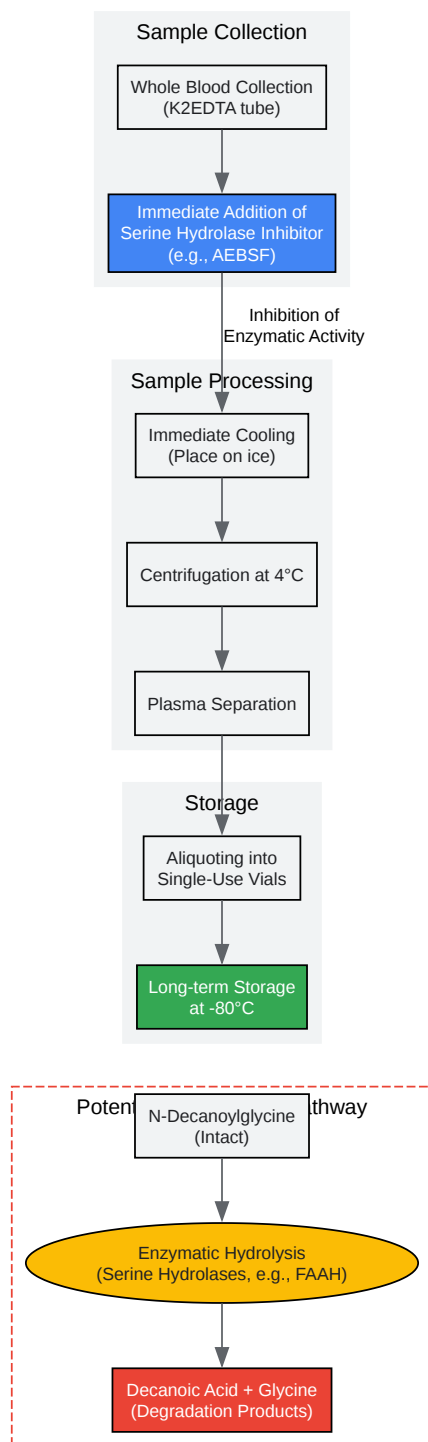 Sample Collection
Whole Blood Collection
(K2EDTA tube)
Immediate Addition of
Serine Hydrolase Inhibitor
(e.g., AEBSF)
Inhibition of
Enzymatic Activity
Sample Processing
Immediate Cooling
(Place on ice)
Centrifugation at 4°C
Plasma Separation
Storage
Aliquoting into
Single-Use Vials
Long-term Storage
at -80°C
N-Decanoylglycine
(Intact)
Enzymatic Hydrolysis
(Serine Hydrolases, e.g., FAAH)
Decanoic Acid + Glycine
(Degradation Products)